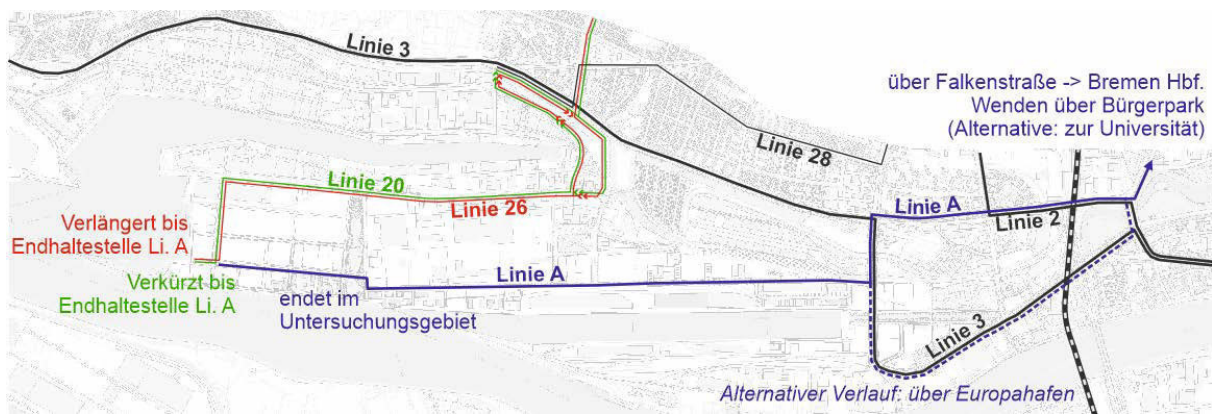 Linie 3
über Falkenstraße -> Bremen Hbf.
Wenden über Bürgerpark
(Alternative: zur Universität)
Linie 28
Linie 20
Linie 26
Linie A
Linie 2
Verlängert bis
Endhaltestelle Li. A
Verkürzt bis
Endhaltestelle Li. A
endet im
Untersuchungsgebiet
Linie A
Linie 3
Alternativer Verlauf: über Europahafen